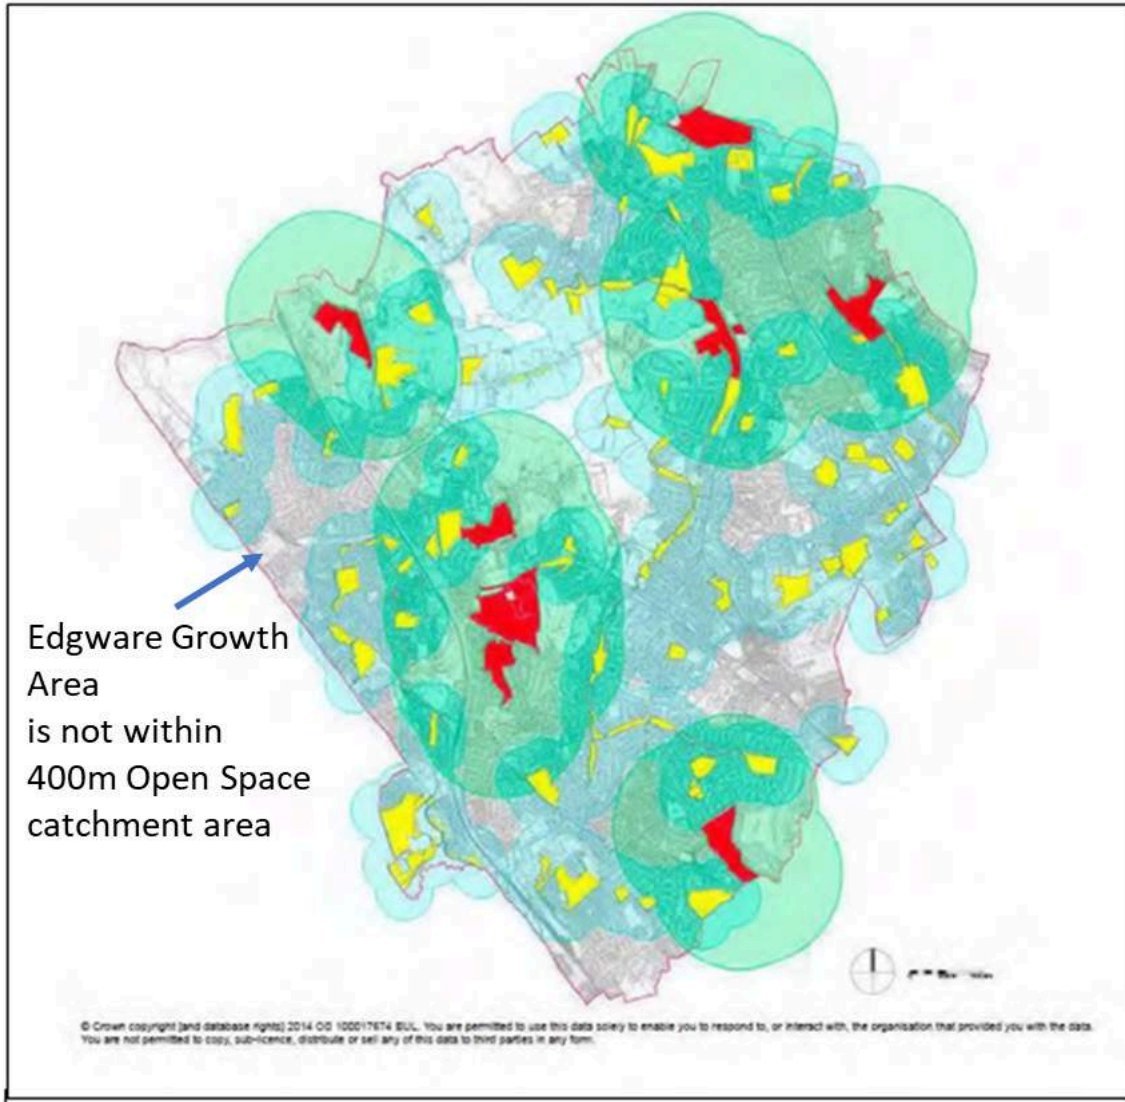 Edgware Growth
Area
is not within
400m Open Space
catchment area
© Crown copyright [and database rights] 2014 OS 100017674 EUL. You are permitted to use this data solely to enable you to respond to, or interact with, the organisation that provided you with the data.
You are not permitted to copy, sub-licence, distribute or sell any of this data to third parties in any form.